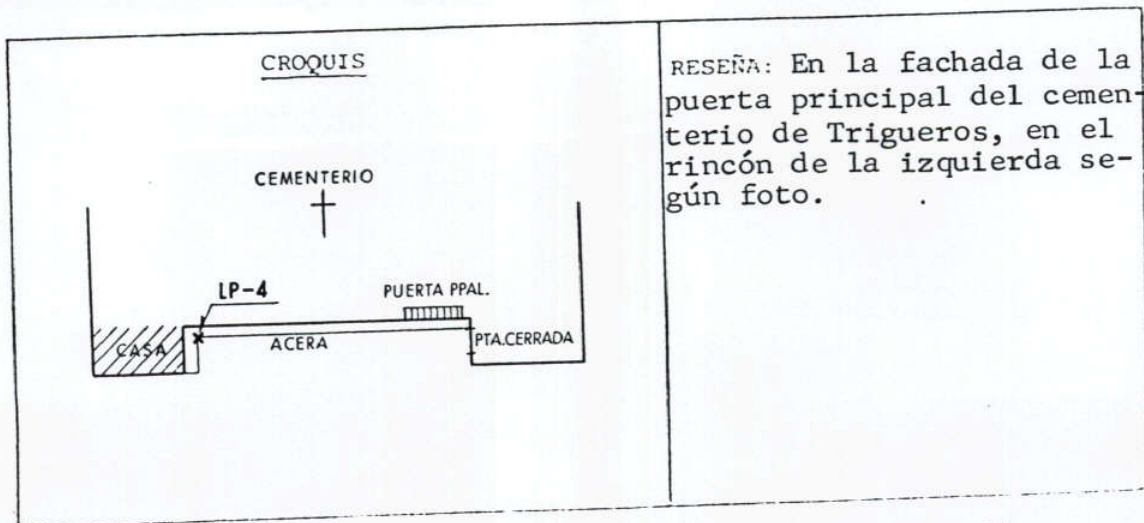 CROQUIS
CEMENTERIO
LP-4
PUERTA PPAL.
CASA
ACERA
PTA.CERRADA
RESEÑA: En la fachada de la
puerta principal del cemen-
terio de Trigueros, en el
rincón de la izquierda se-
gún foto.